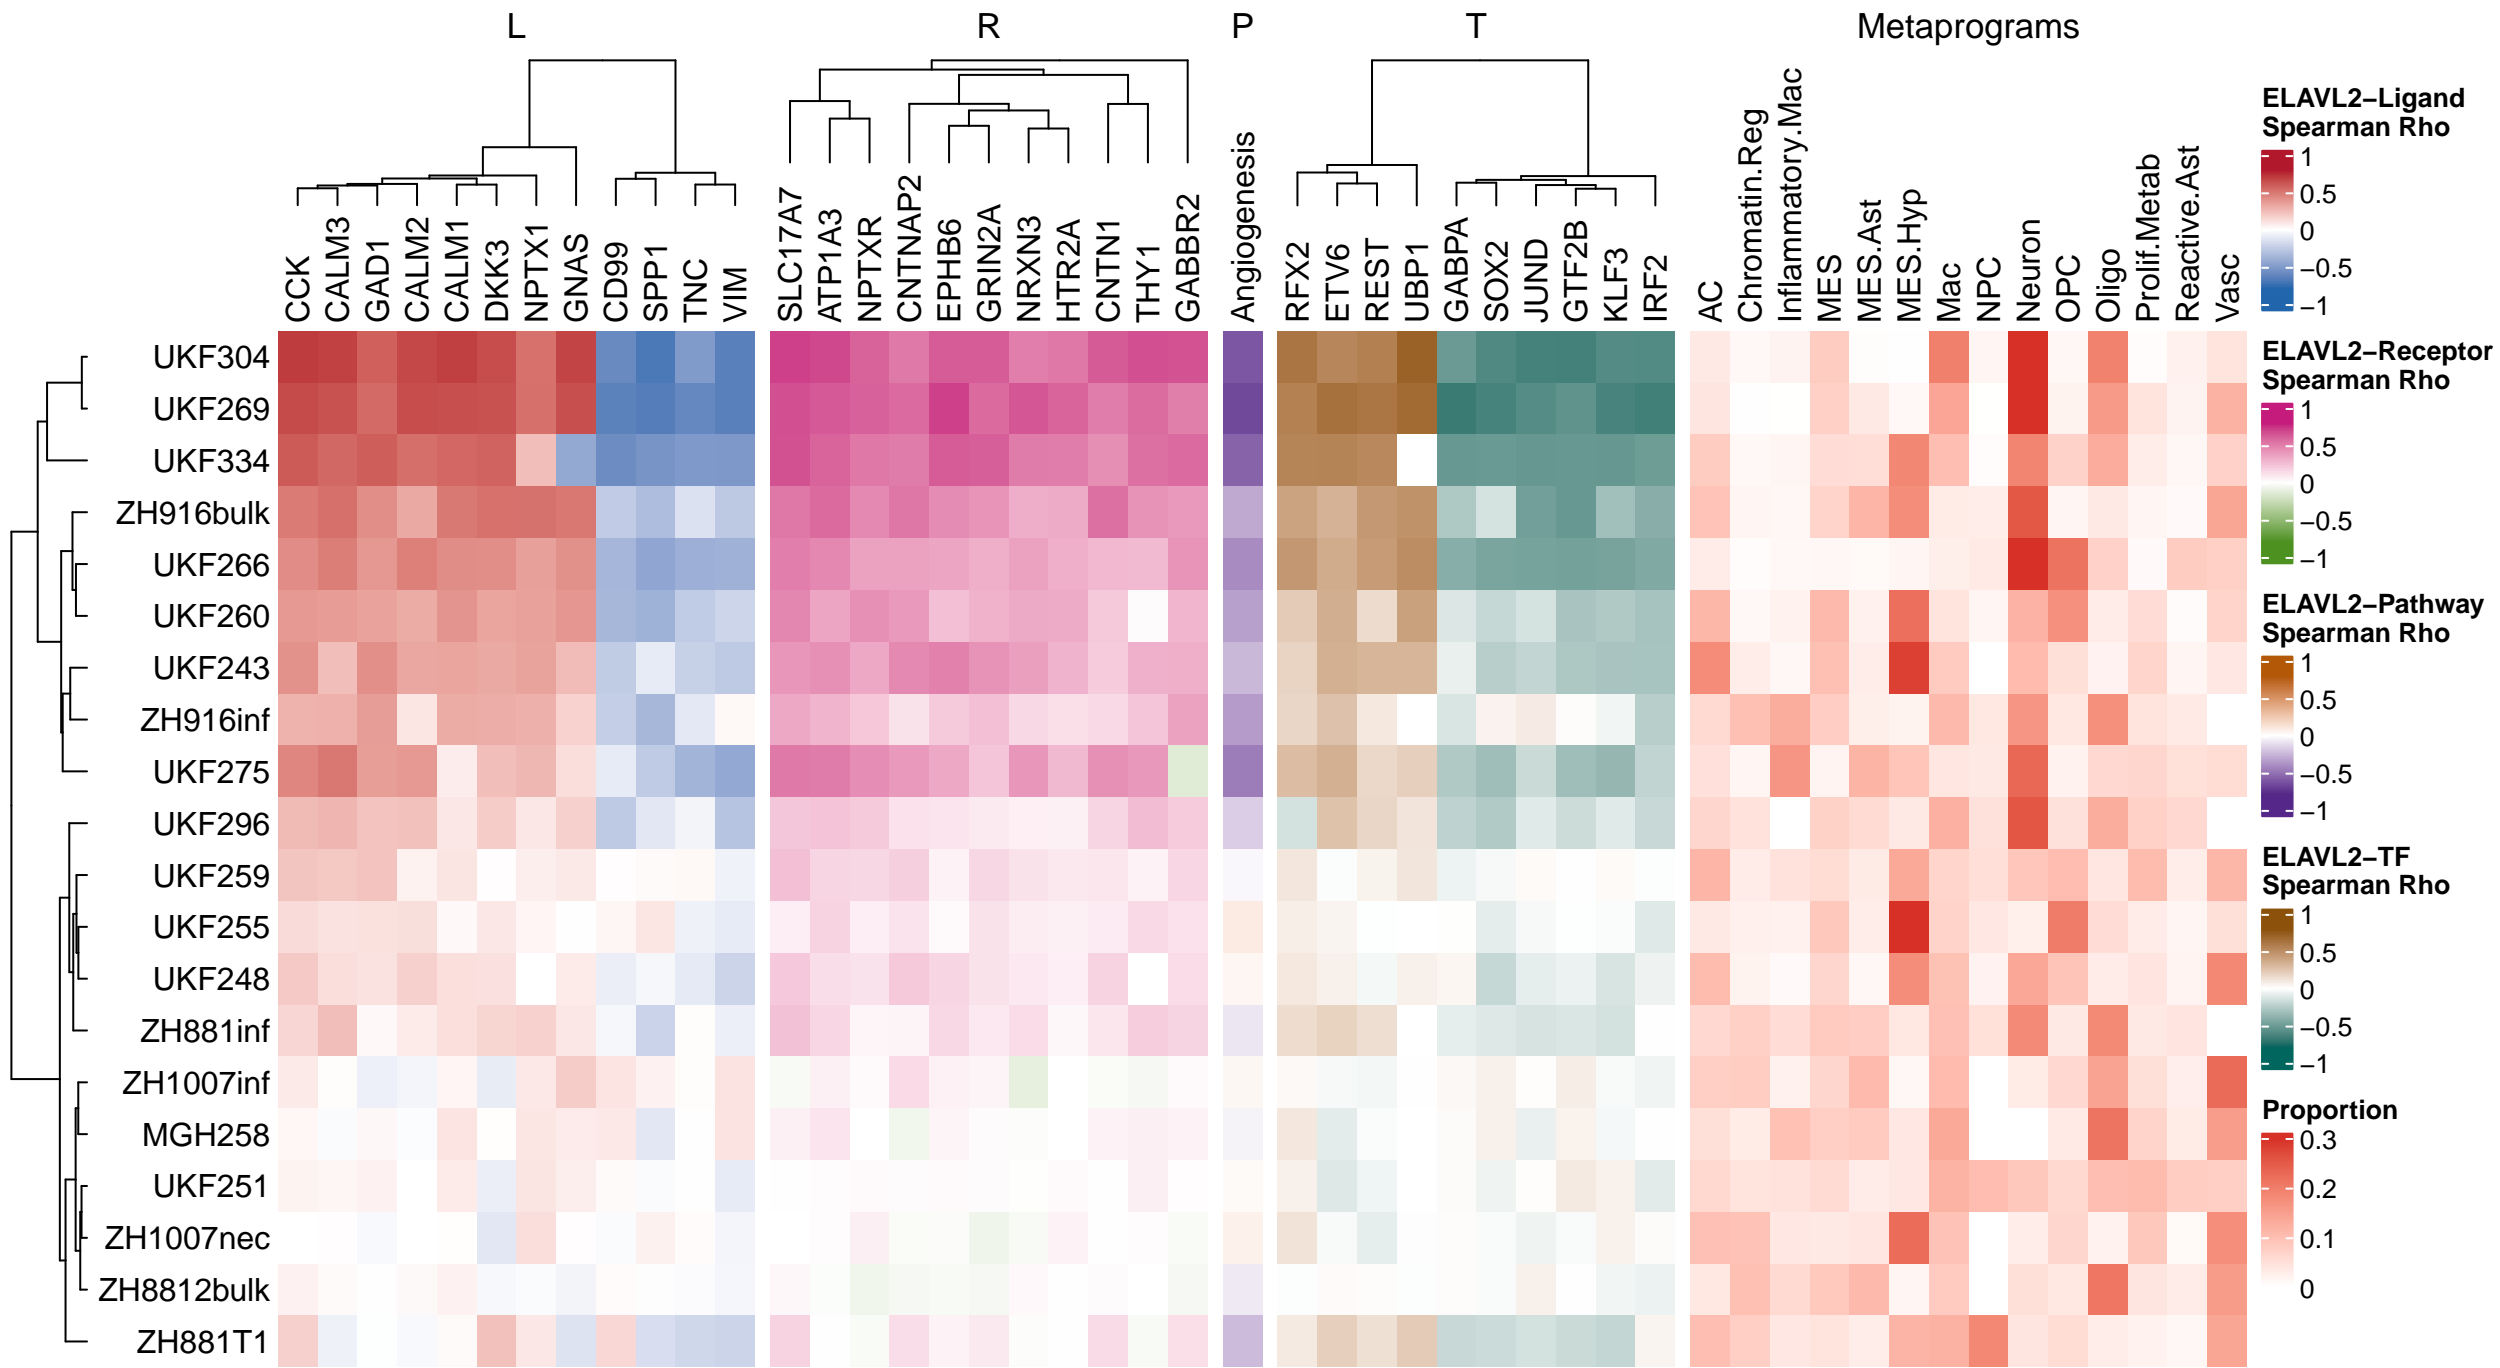 L R P T Metaprograms
CCK CALM3 GAD1 CALM2 CALM1 DKK3 NPTX1 GNAS CD99 SPP1 TNC VIM
SLC17A7 ATP1A3 NPTXR CNTNAP2 EPHB6 GRIN2A NRXN3 HTR2A CNTN1 THY1 GABBR2
Angiogenesis
RFX2 ETV6 REST UBP1 GABPA SOX2 JUND GTF2B KLF3 IRF2
AC Chromatin.Reg Inflammatory.Mac MES MES.Ast MES.Hyp Mac NPC Neuron OPC Oligo Prolif.Metab Reactive.Ast Vasc
UKF304
UKF269
UKF334
ZH916bulk
UKF266
UKF260
UKF243
ZH916inf
UKF275
UKF296
UKF259
UKF255
UKF248
ZH881inf
ZH1007inf
MGH258
UKF251
ZH1007nec
ZH8812bulk
ZH881T1
ELAVL2−Ligand
Spearman Rho
1
0.5
0
−0.5
−1
ELAVL2−Receptor
Spearman Rho
1
0.5
0
−0.5
−1
ELAVL2−Pathway
Spearman Rho
1
0.5
0
−0.5
−1
ELAVL2−TF
Spearman Rho
1
0.5
0
−0.5
−1
Proportion
0.3
0.2
0.1
0